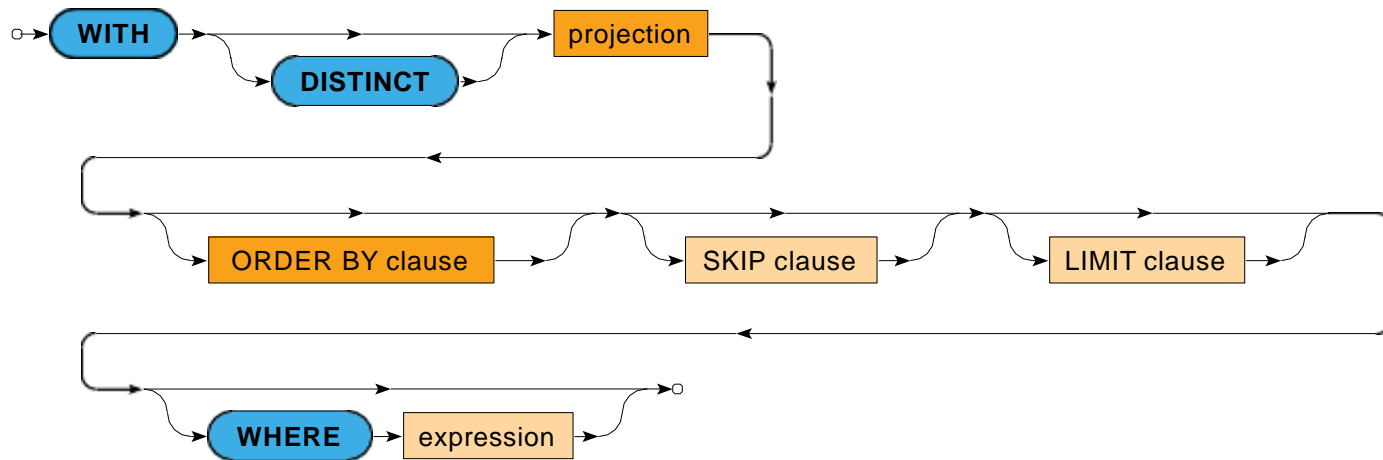 WITH projection
DISTINCT
ORDER BY clause SKIP clause LIMIT clause
WHERE expression